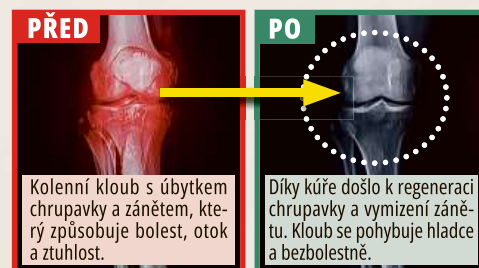 PŘED
Kolenní kloub s úbytkem
chrupavky a zánětem, kte-
rý způsobuje bolest, otok
a ztuhlost.
PO
Díky kúře došlo k regeneraci
chrupavky a vymizení záně-
tu. Kloub se pohybuje hladce
a bezbolestně.